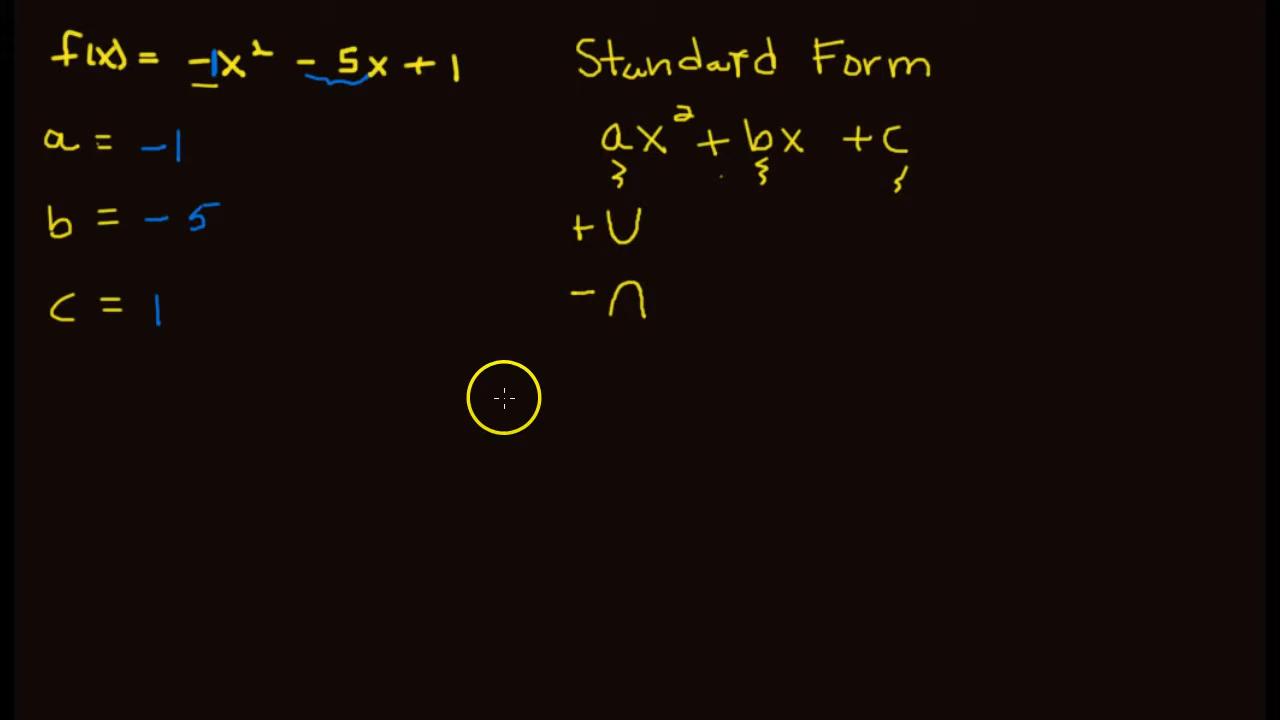 f(x) = -1x² - 5x + 1
Standard Form
a = -1
ax² + bx + c
b = -5
+ U
c = 1
- ∩